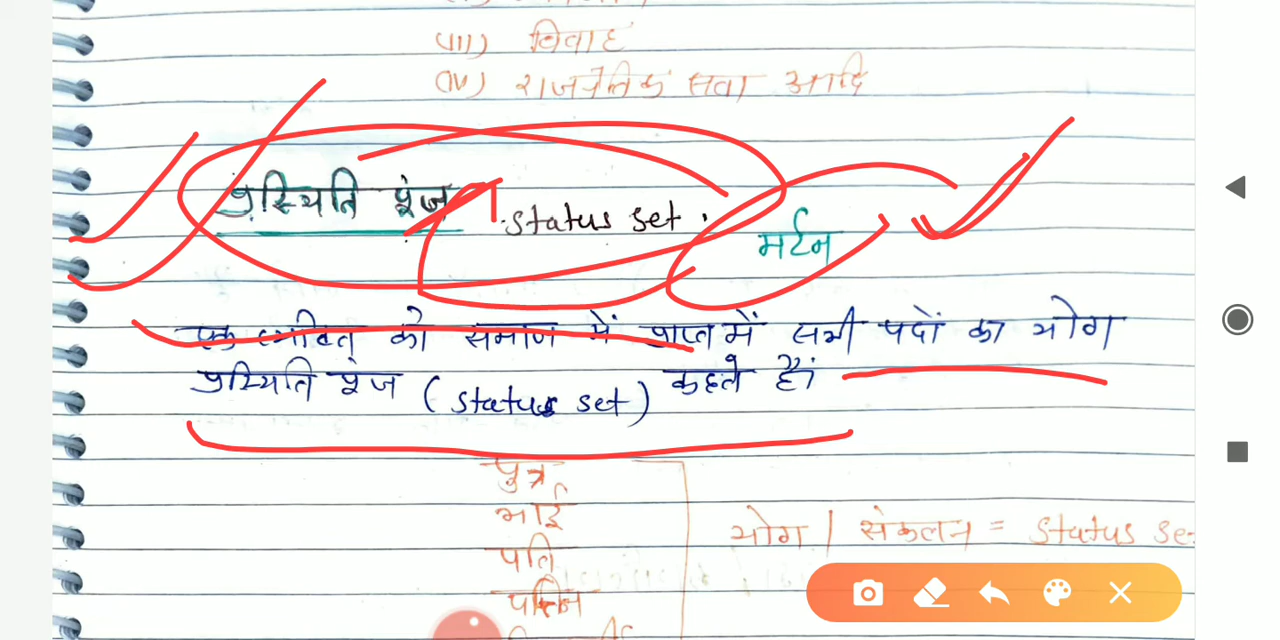 (iii) विवाह
(iv) राजनैतिक सत्ता आदि
प्रस्थिति पूंज status set.
मर्टन
एक व्यक्ति को समाज में प्राप्त में सभी पदों का योग
प्रस्थिति पूंज (status set) कहते हैं।
पुत्र
भाई
पति
योग / संकलन = status se